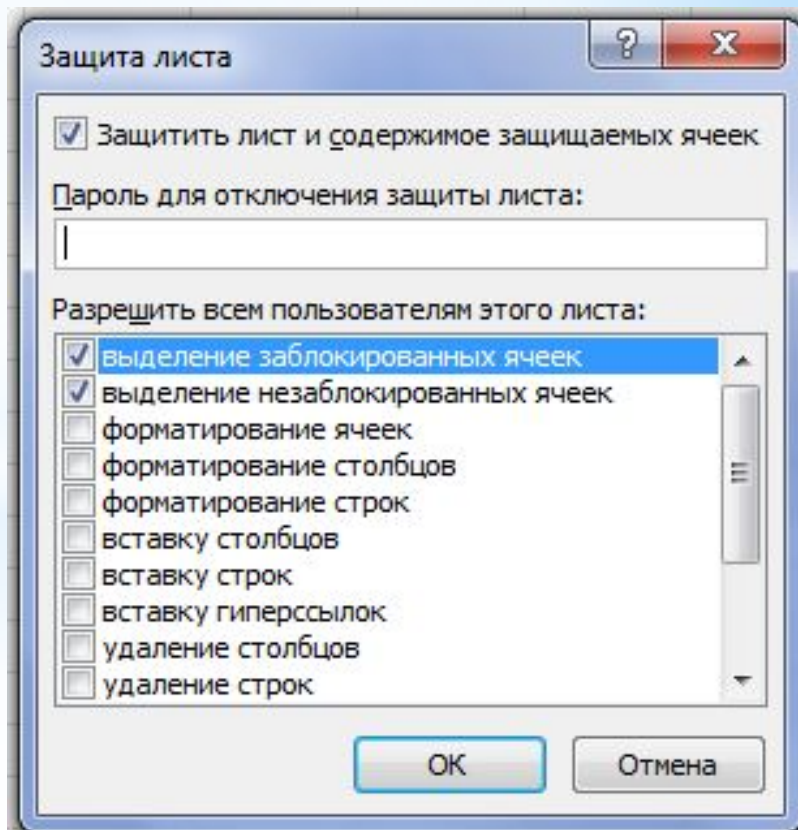 Защита листа
?
Защитить лист и содержимое защищаемых ячеек
Пароль для отключения защиты листа:
Разрешить всем пользователям этого листа:
выделение заблокированных ячеек
выделение незаблокированных ячеек
форматирование ячеек
форматирование столбцов
форматирование строк
вставку столбцов
вставку строк
вставку гиперссылок
удаление столбцов
удаление строк
ОК
Отмена